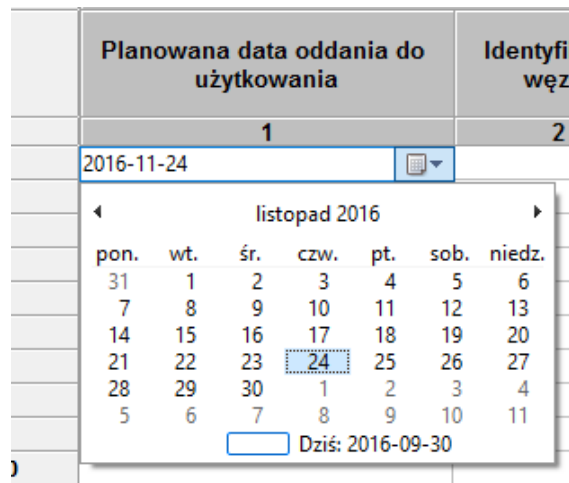 Planowana data oddania do
użytkowania
Identyfi
węz
1
2
2016-11-24
listopad 2016
pon. wt. śr. czw. pt. sob. niedz.
31 1 2 3 4 5 6
7 8 9 10 11 12 13
14 15 16 17 18 19 20
21 22 23 24 25 26 27
28 29 30 1 2 3 4
5 6 7 8 9 10 11
Dziś: 2016-09-30